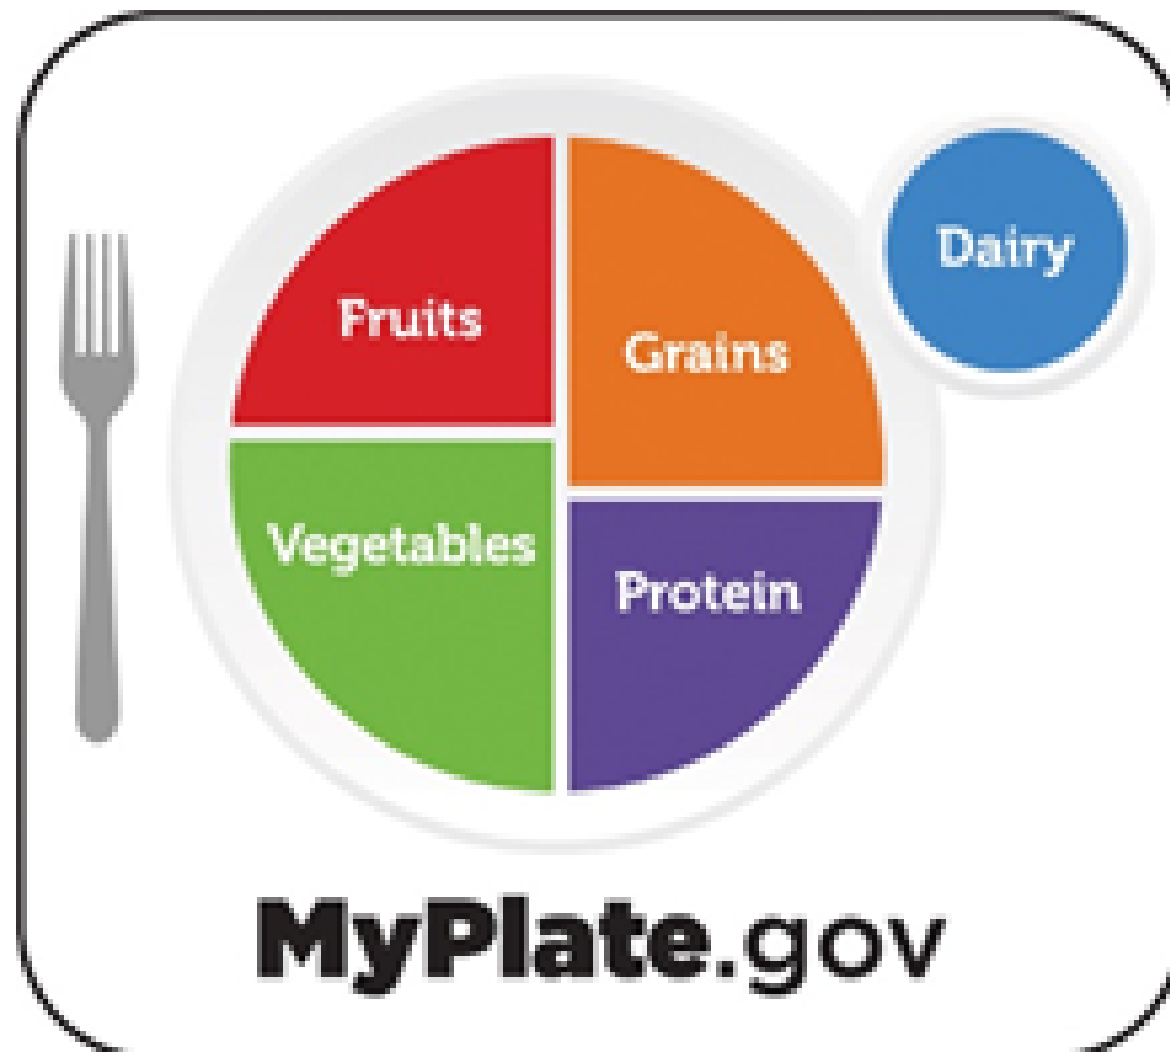 Dairy
Fruits
Grains
Vegetables
Protein
MyPlate.gov